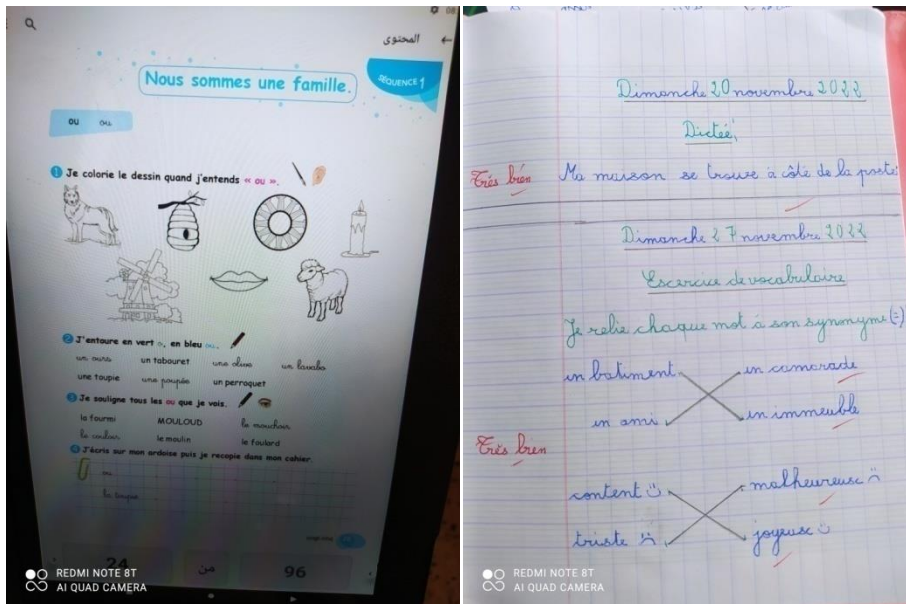 المحتوى
Nous sommes une famille.
SÉQUENCE 1
ou ou
1 Je colorie le dessin quand j'entends « ou ».
2 J'entoure en vert o, en bleu ou.
un ours un tabouret une olive un lavabo
une toupie une poupée un perroquet
3 Je souligne tous les ou que je vois.
la fourmi MOULOUD le mouchoir
le couloir le moulin le foulard
4 J'écris sur mon ardoise puis je recopie dans mon cahier.
ou
la toupie
24 من 96
REDMI NOTE 8T
AI QUAD CAMERA
Dimanche 20 novembre 2022
Dictée
Très bien
Ma maison se trouve à côté de la poste
Dimanche 27 novembre 2022
Escercice de vocabulaire
Je relie chaque mot à son synonyme (=)
un batiment un camarade
un ami un immeuble
Très bien
content malheureuse
triste joyeuse
REDMI NOTE 8T
AI QUAD CAMERA